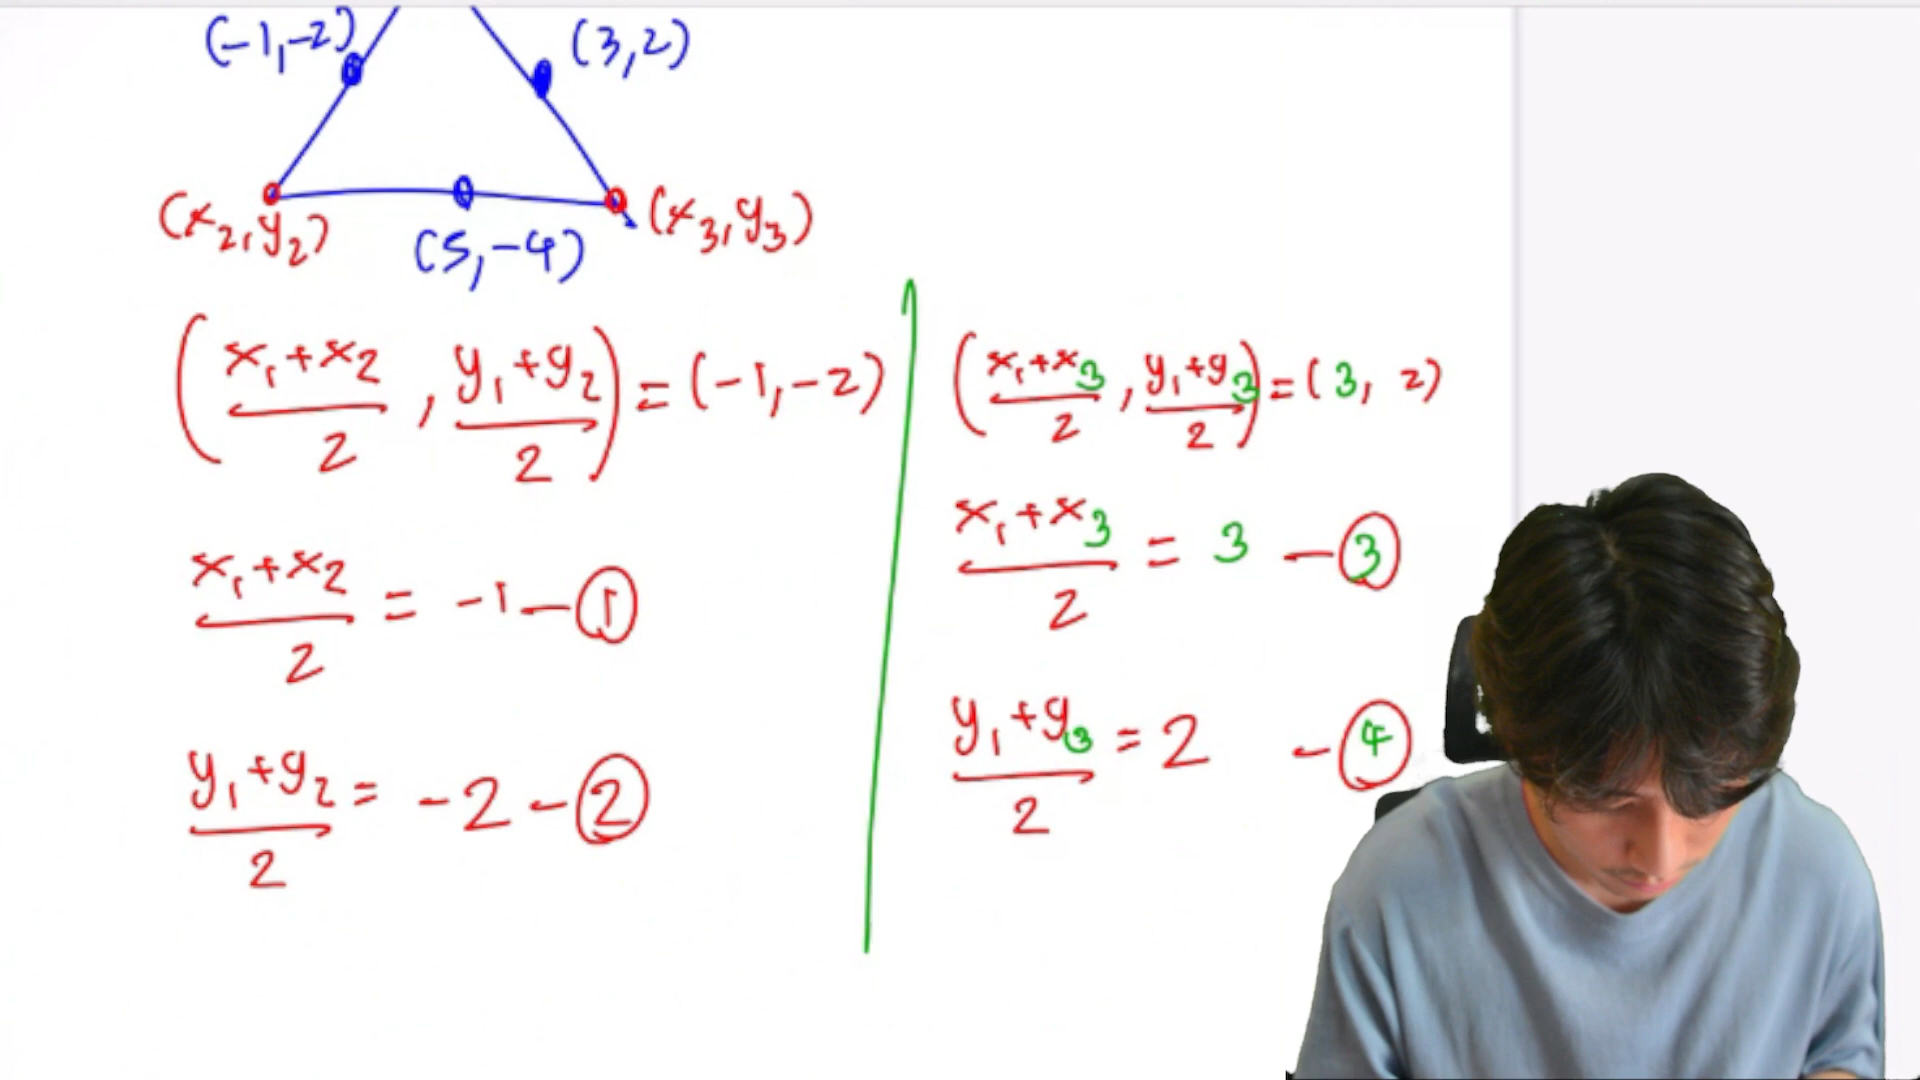 (-1,-2)
(3,2)
(x₂,y₂)
(5,-4)
(x₃,y₃)
((x₁+x₂)/2, (y₁+y₂)/2) = (-1,-2)
(x₁+x₂)/2 = -1 - ①
(y₁+y₂)/2 = -2 - ②
((x₁+x₃)/2, (y₁+y₃)/2) = (3, 2)
(x₁+x₃)/2 = 3 - ③
(y₁+y₃)/2 = 2 - ④